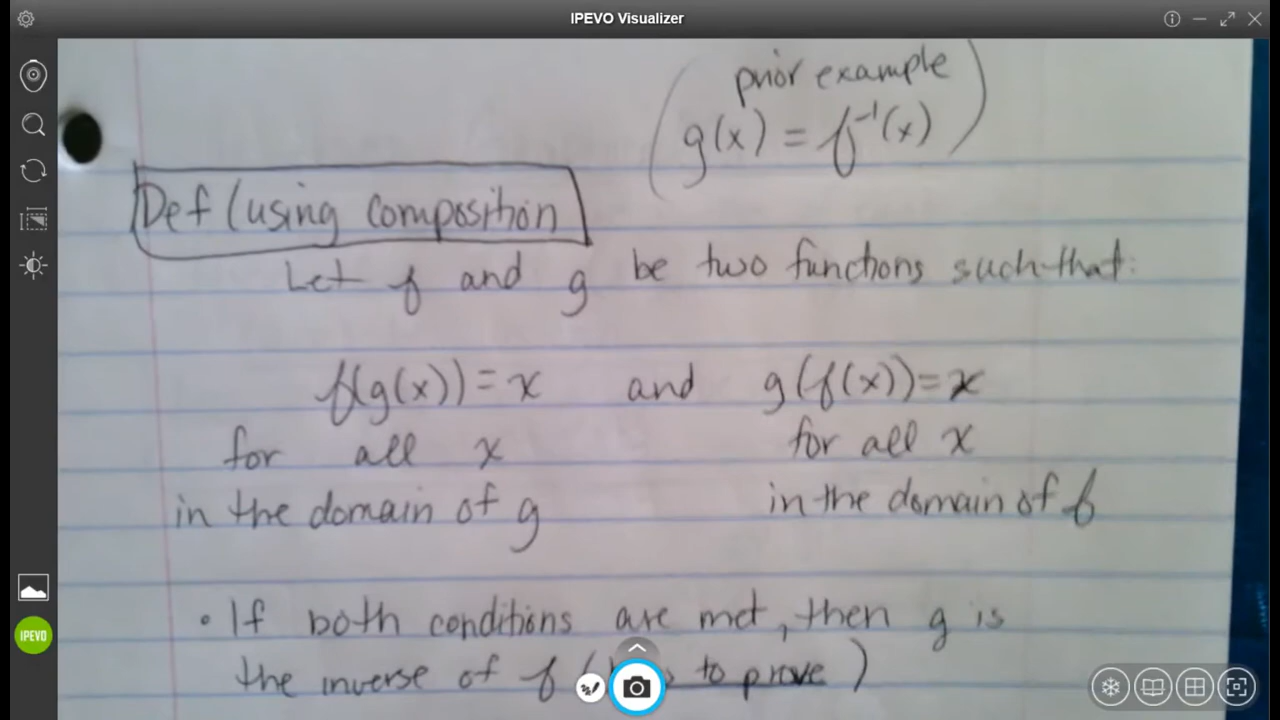 IPEVO Visualizer
prior example
(g(x) = f⁻¹(x))
Def (using composition
Let f and g be two functions such that:
f(g(x)) = x and g(f(x)) = x
for all x for all x
in the domain of g in the domain of f
• If both conditions are met, then g is
the inverse of f ( to prove )
IPEVO